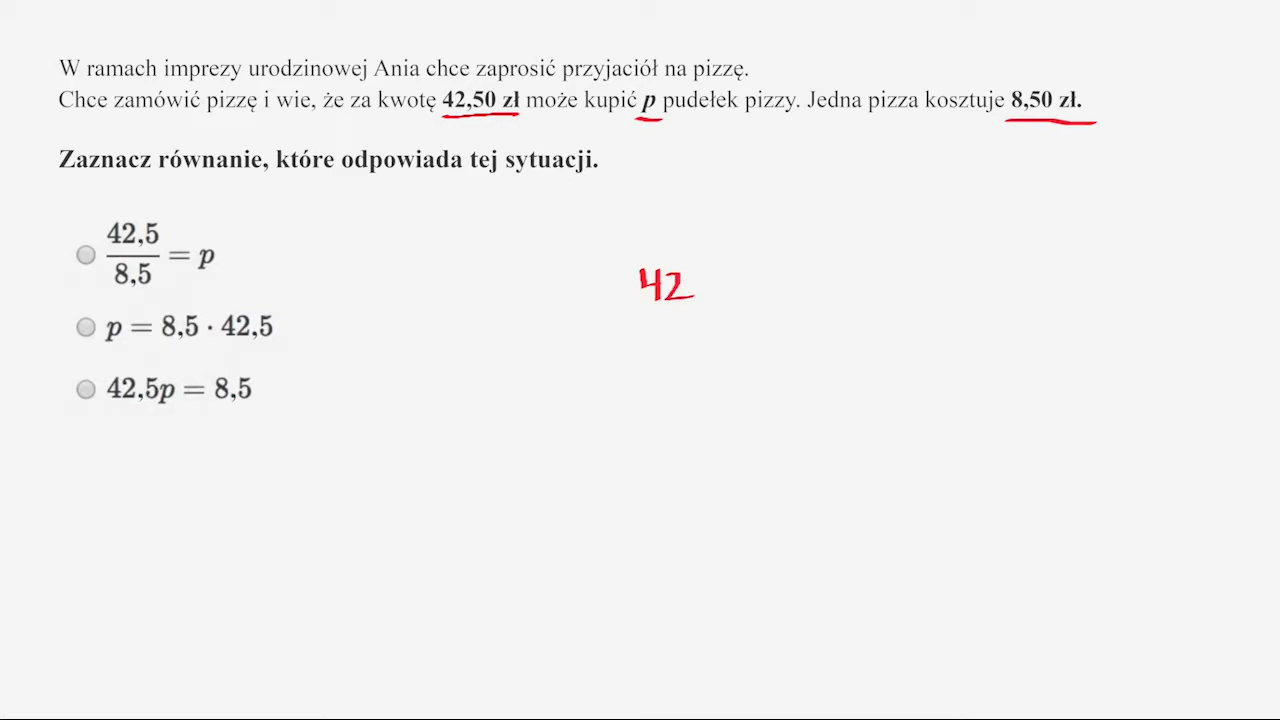 W ramach imprezy urodzinowej Ania chce zaprosić przyjaciół na pizzę.
Chce zamówić pizzę i wie, że za kwotę 42,50 zł może kupić p pudełek pizzy. Jedna pizza kosztuje 8,50 zł.
Zaznacz równanie, które odpowiada tej sytuacji.
42,5
8,5
= p
42
p = 8,5 · 42,5
42,5p = 8,5